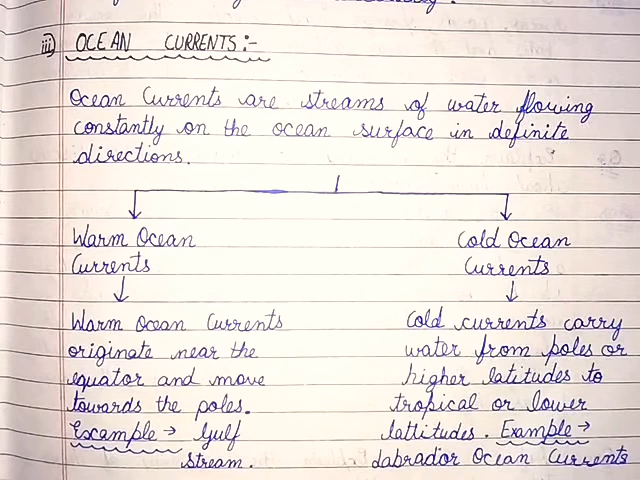 iii) OCEAN CURRENTS:-
Ocean Currents are streams of water flowing
constantly on the ocean surface in definite
directions.
Warm Ocean
Currents
Warm Ocean Currents
originate near the
equator and move
towards the poles.
Example → Gulf
stream.
Cold Ocean
Currents
Cold currents carry
water from poles or
higher latitudes to
tropical or lower
lattitudes. Example →
Labrador Ocean Currents